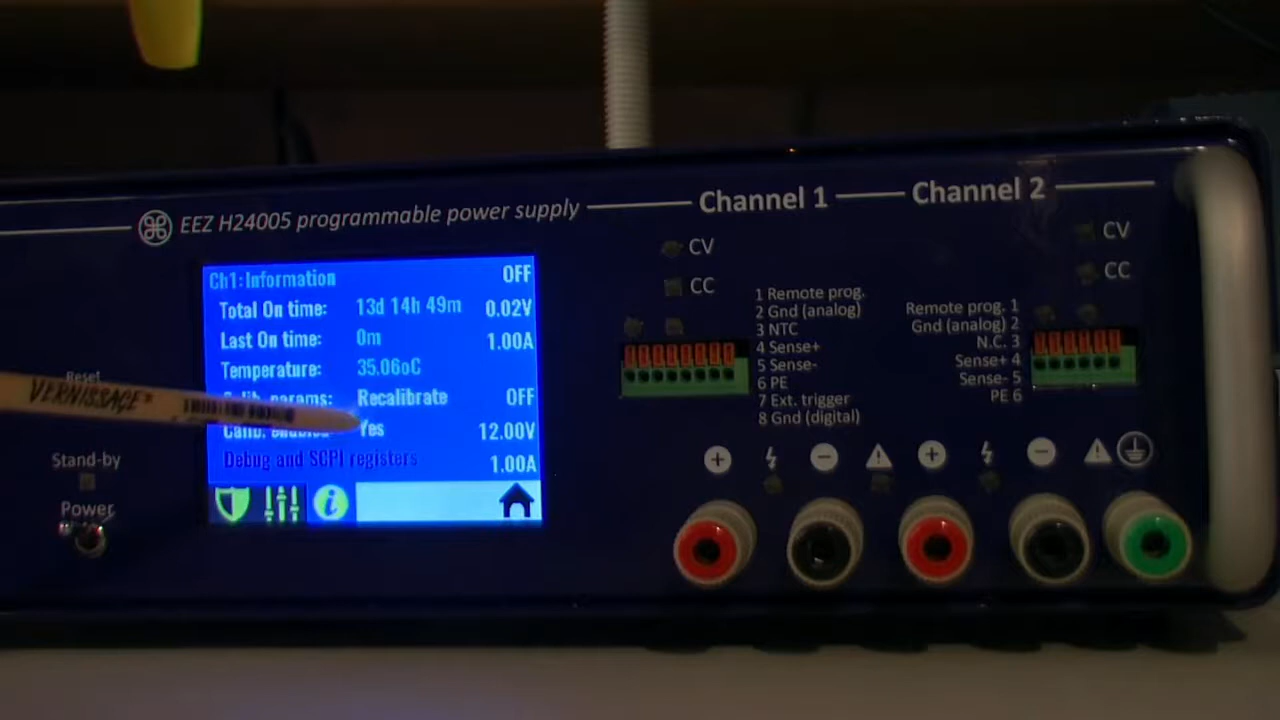 EEZ H24005 programmable power supply
Channel 1
Channel 2
CV
CC
CV
CC
Ch1: Information OFF
Total On time: 13d 14h 49m 0.02V
Last On time: 0m 1.00A
Temperature: 35.06oC
params: Recalibrate OFF
Calib. enabled: Yes 12.00V
Debug and SCPI registers 1.00A
i
VERNISSAGE
Reset
Stand-by
Power
1 Remote prog.
2 Gnd (analog)
3 NTC
4 Sense+
5 Sense-
6 PE
7 Ext. trigger
8 Gnd (digital)
Remote prog. 1
Gnd (analog) 2
N.C. 3
Sense+ 4
Sense- 5
PE 6